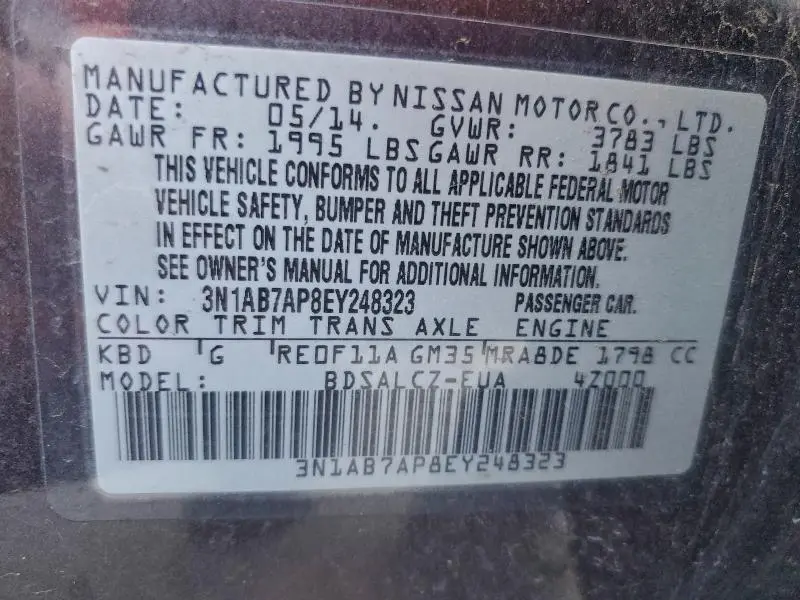 MANUFACTURED BY NISSAN MOTOR CO., LTD.
DATE: 05/14. GVWR: 3783 LBS
GAWR FR: 1995 LBS GAWR RR: 1841 LBS
THIS VEHICLE CONFORMS TO ALL APPLICABLE FEDERAL MOTOR
VEHICLE SAFETY, BUMPER AND THEFT PREVENTION STANDARDS
IN EFFECT ON THE DATE OF MANUFACTURE SHOWN ABOVE.
SEE OWNER'S MANUAL FOR ADDITIONAL INFORMATION.
VIN: 3N1AB7AP8EY248323 PASSENGER CAR.
COLOR TRIM TRANS AXLE ENGINE
KBD G RE0F11A GM35 MRA8DE 1798 CC
MODEL: BDSALCZ-EUA 4Z000
3N1AB7AP8EY248323